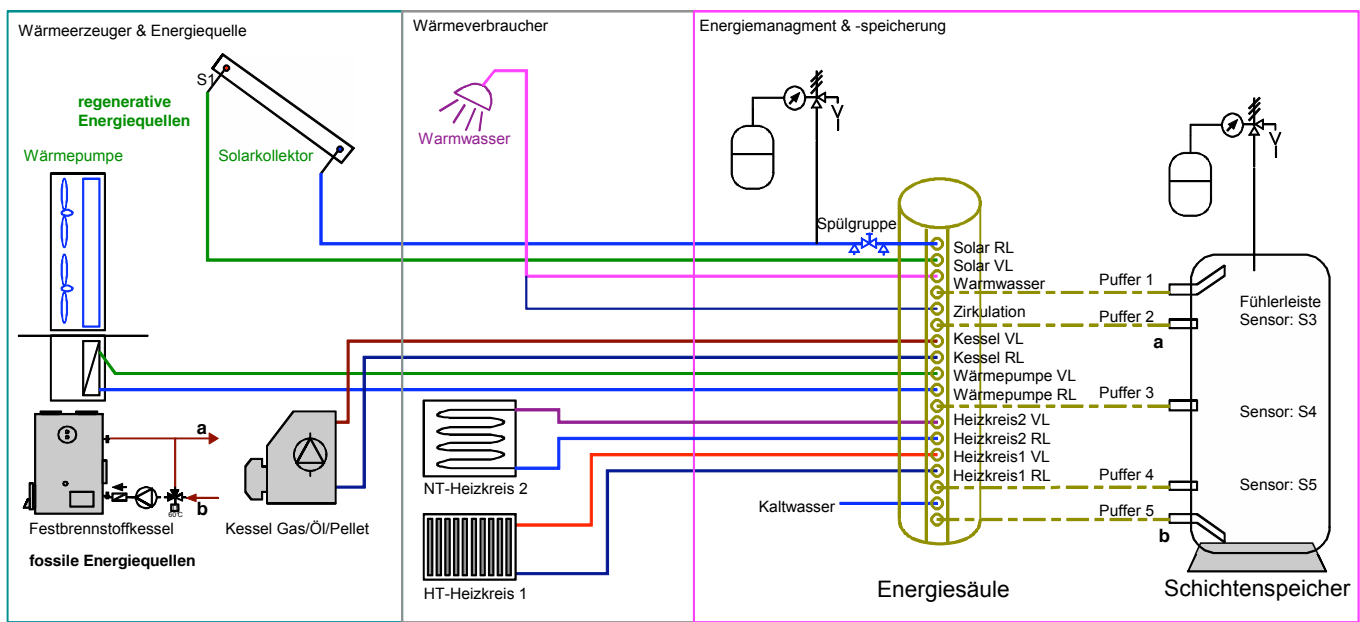 Wärmeerzeuger & Energiequelle
S1
regenerative
Energiequellen
Wärmepumpe
Solarkollektor
a
b
60°C
Festbrennstoffkessel
Kessel Gas/Öl/Pellet
fossile Energiequellen
Wärmeverbraucher
Warmwasser
NT-Heizkreis 2
HT-Heizkreis 1
Energiemanagment & -speicherung
Spülgruppe
Solar RL
Solar VL
Warmwasser
Zirkulation
Kessel VL
Kessel RL
Wärmepumpe VL
Wärmepumpe RL
Heizkreis2 VL
Heizkreis2 RL
Heizkreis1 VL
Heizkreis1 RL
Kaltwasser
Puffer 1
Puffer 2
a
Puffer 3
Puffer 4
Puffer 5
b
Fühlerleiste
Sensor: S3
Sensor: S4
Sensor: S5
Energiesäule
Schichtenspeicher